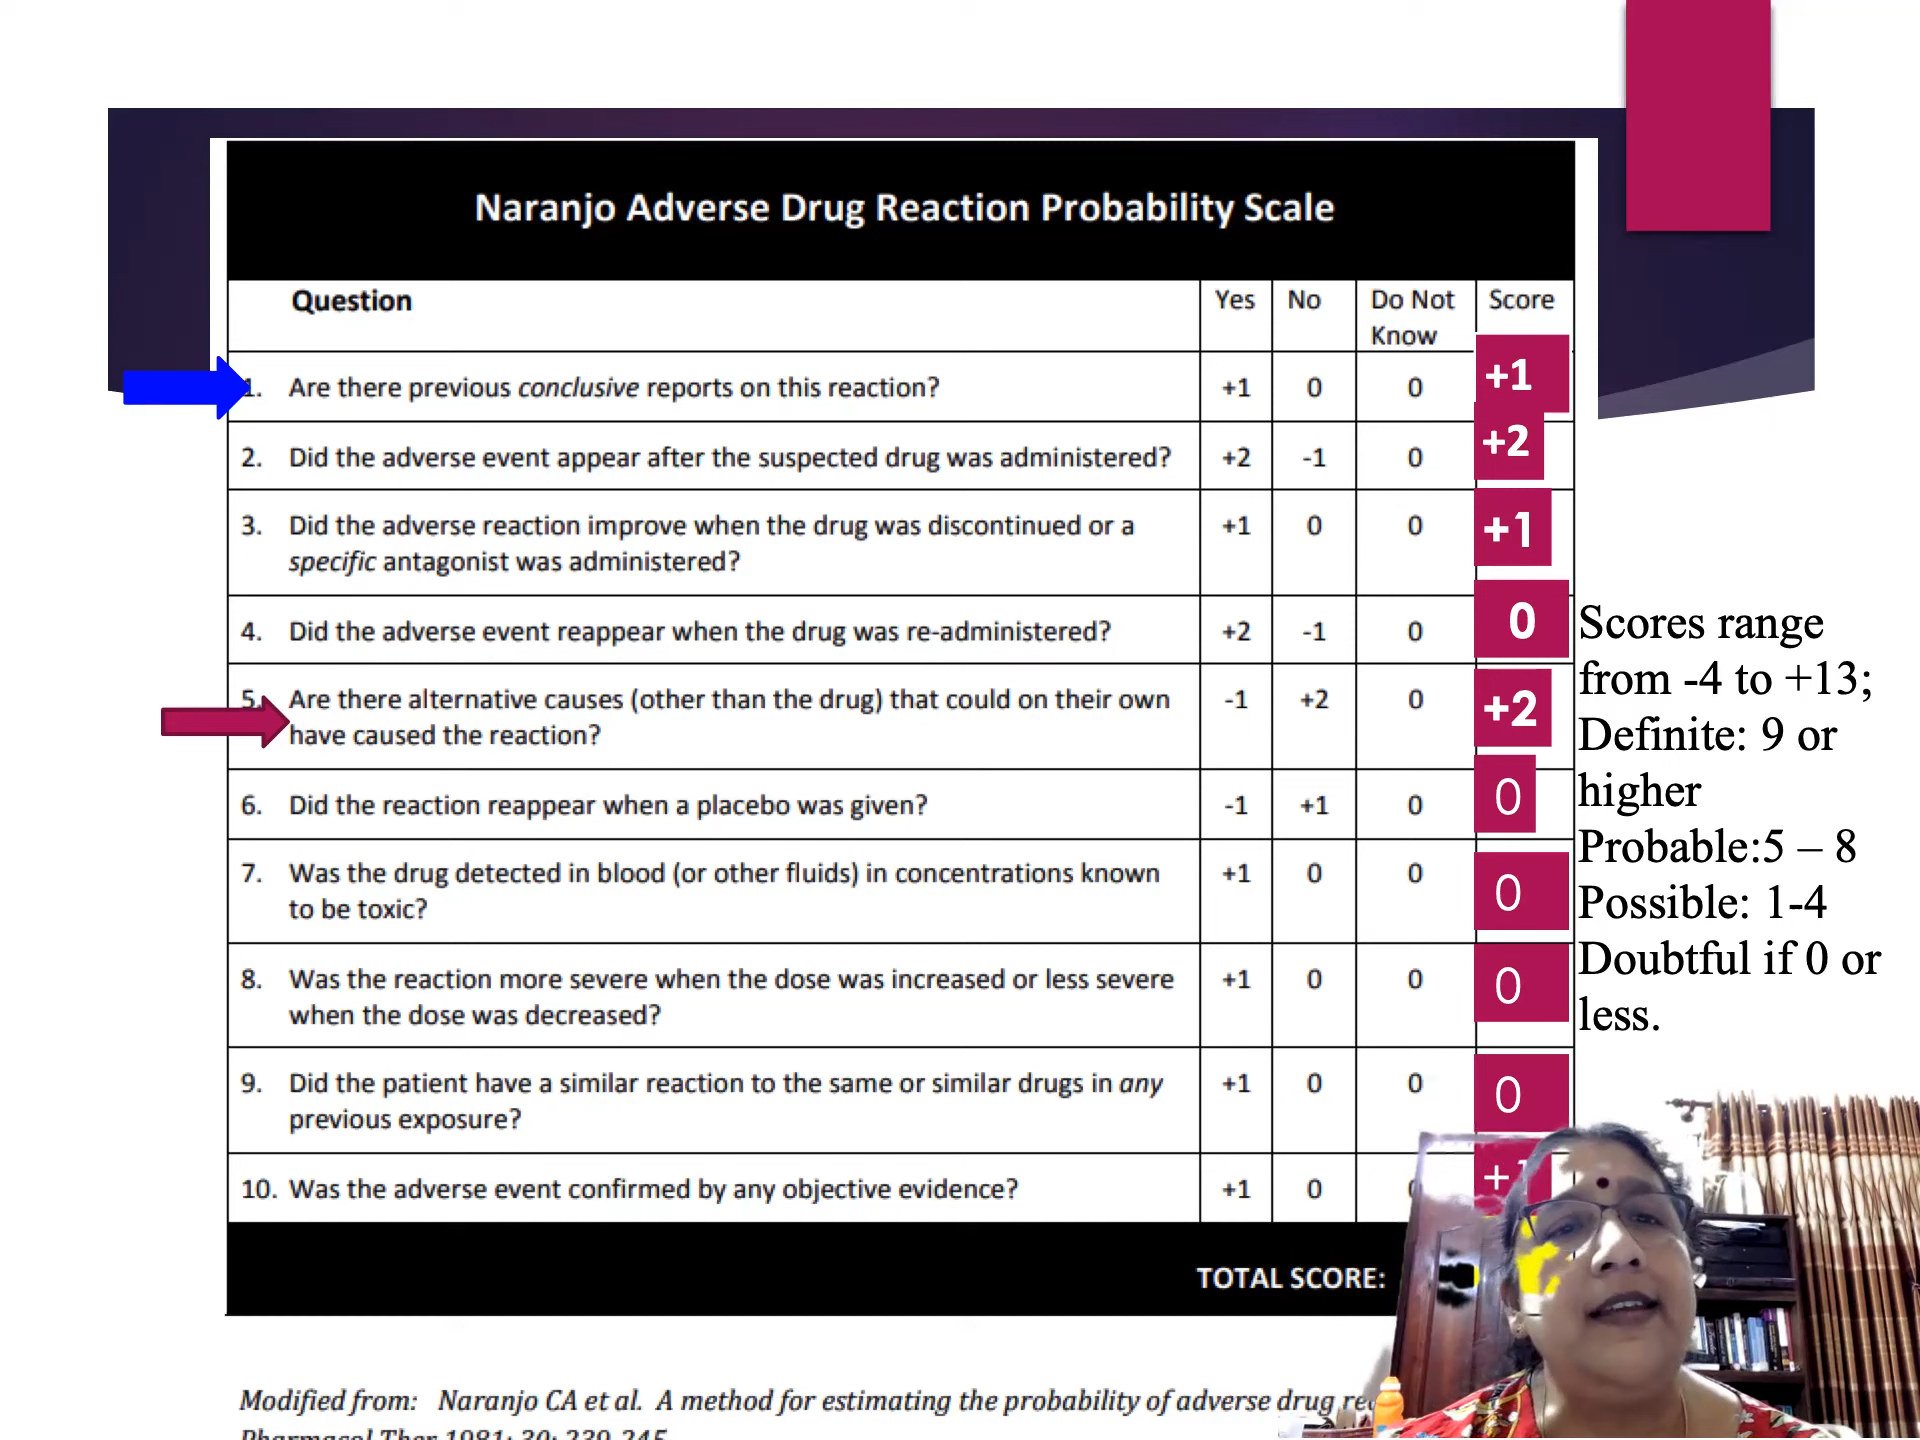 Naranjo Adverse Drug Reaction Probability Scale
Question Yes No Do Not Know Score
1. Are there previous conclusive reports on this reaction? +1 0 0 +1
2. Did the adverse event appear after the suspected drug was administered? +2 -1 0 +2
3. Did the adverse reaction improve when the drug was discontinued or a
specific antagonist was administered? +1 0 0 +1
4. Did the adverse event reappear when the drug was re-administered? +2 -1 0 0
5. Are there alternative causes (other than the drug) that could on their own
have caused the reaction? -1 +2 0 +2
6. Did the reaction reappear when a placebo was given? -1 +1 0 0
7. Was the drug detected in blood (or other fluids) in concentrations known
to be toxic? +1 0 0 0
8. Was the reaction more severe when the dose was increased or less severe
when the dose was decreased? +1 0 0 0
9. Did the patient have a similar reaction to the same or similar drugs in any
previous exposure? +1 0 0 0
10. Was the adverse event confirmed by any objective evidence? +1 0
TOTAL SCORE:
Scores range
from -4 to +13;
Definite: 9 or
higher
Probable:5 – 8
Possible: 1-4
Doubtful if 0 or
less.
Modified from: Naranjo CA et al. A method for estimating the probability of adverse drug
Pharmacol Ther 1981; 30: 239-245